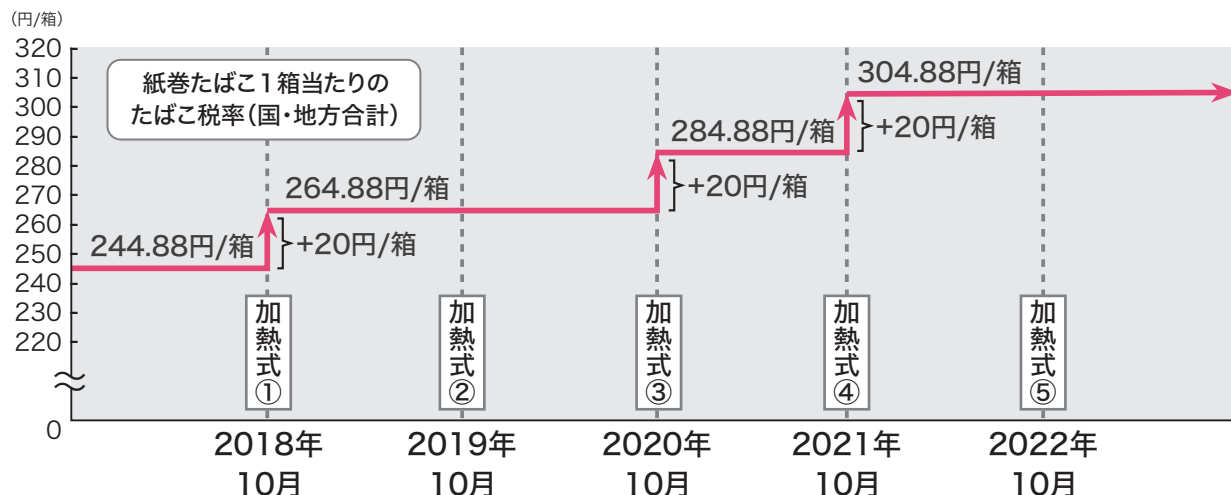 (円/箱)
320
310
300
290
280
270
260
250
240
230
220
0
紙巻たばこ1箱当たりの
たばこ税率(国・地方合計)
244.88円/箱
+20円/箱
264.88円/箱
+20円/箱
284.88円/箱
+20円/箱
304.88円/箱
加熱式①
加熱式②
加熱式③
加熱式④
加熱式⑤
2018年
10月
2019年
10月
2020年
10月
2021年
10月
2022年
10月